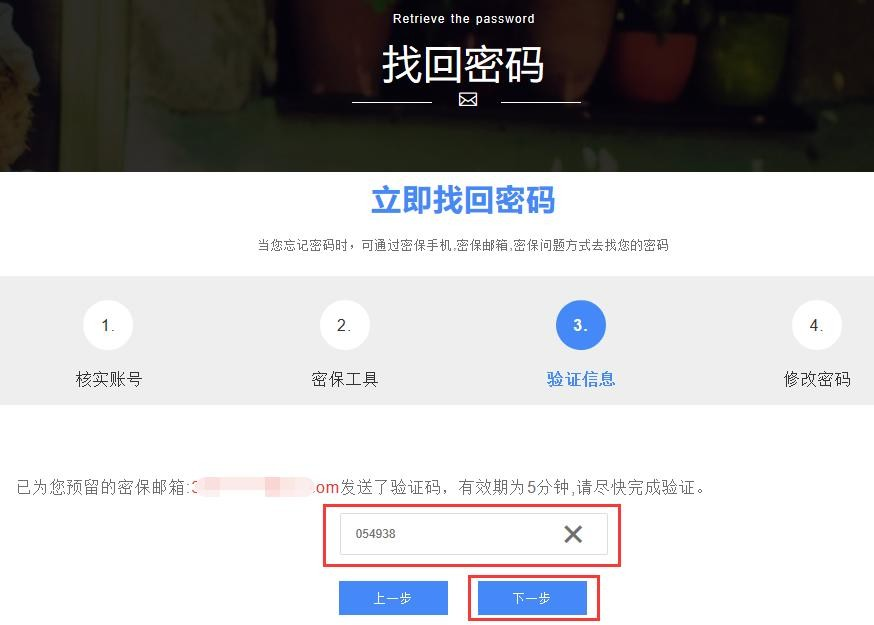 Retrieve the password
找回密码
立即找回密码
当您忘记密码时，可通过密保手机,密保邮箱,密保问题方式去找您的密码
1. 2. 3. 4.
核实账号 密保工具 验证信息 修改密码
已为您预留的密保邮箱:3 om发送了验证码，有效期为5分钟,请尽快完成验证。
054938
上一步 下一步